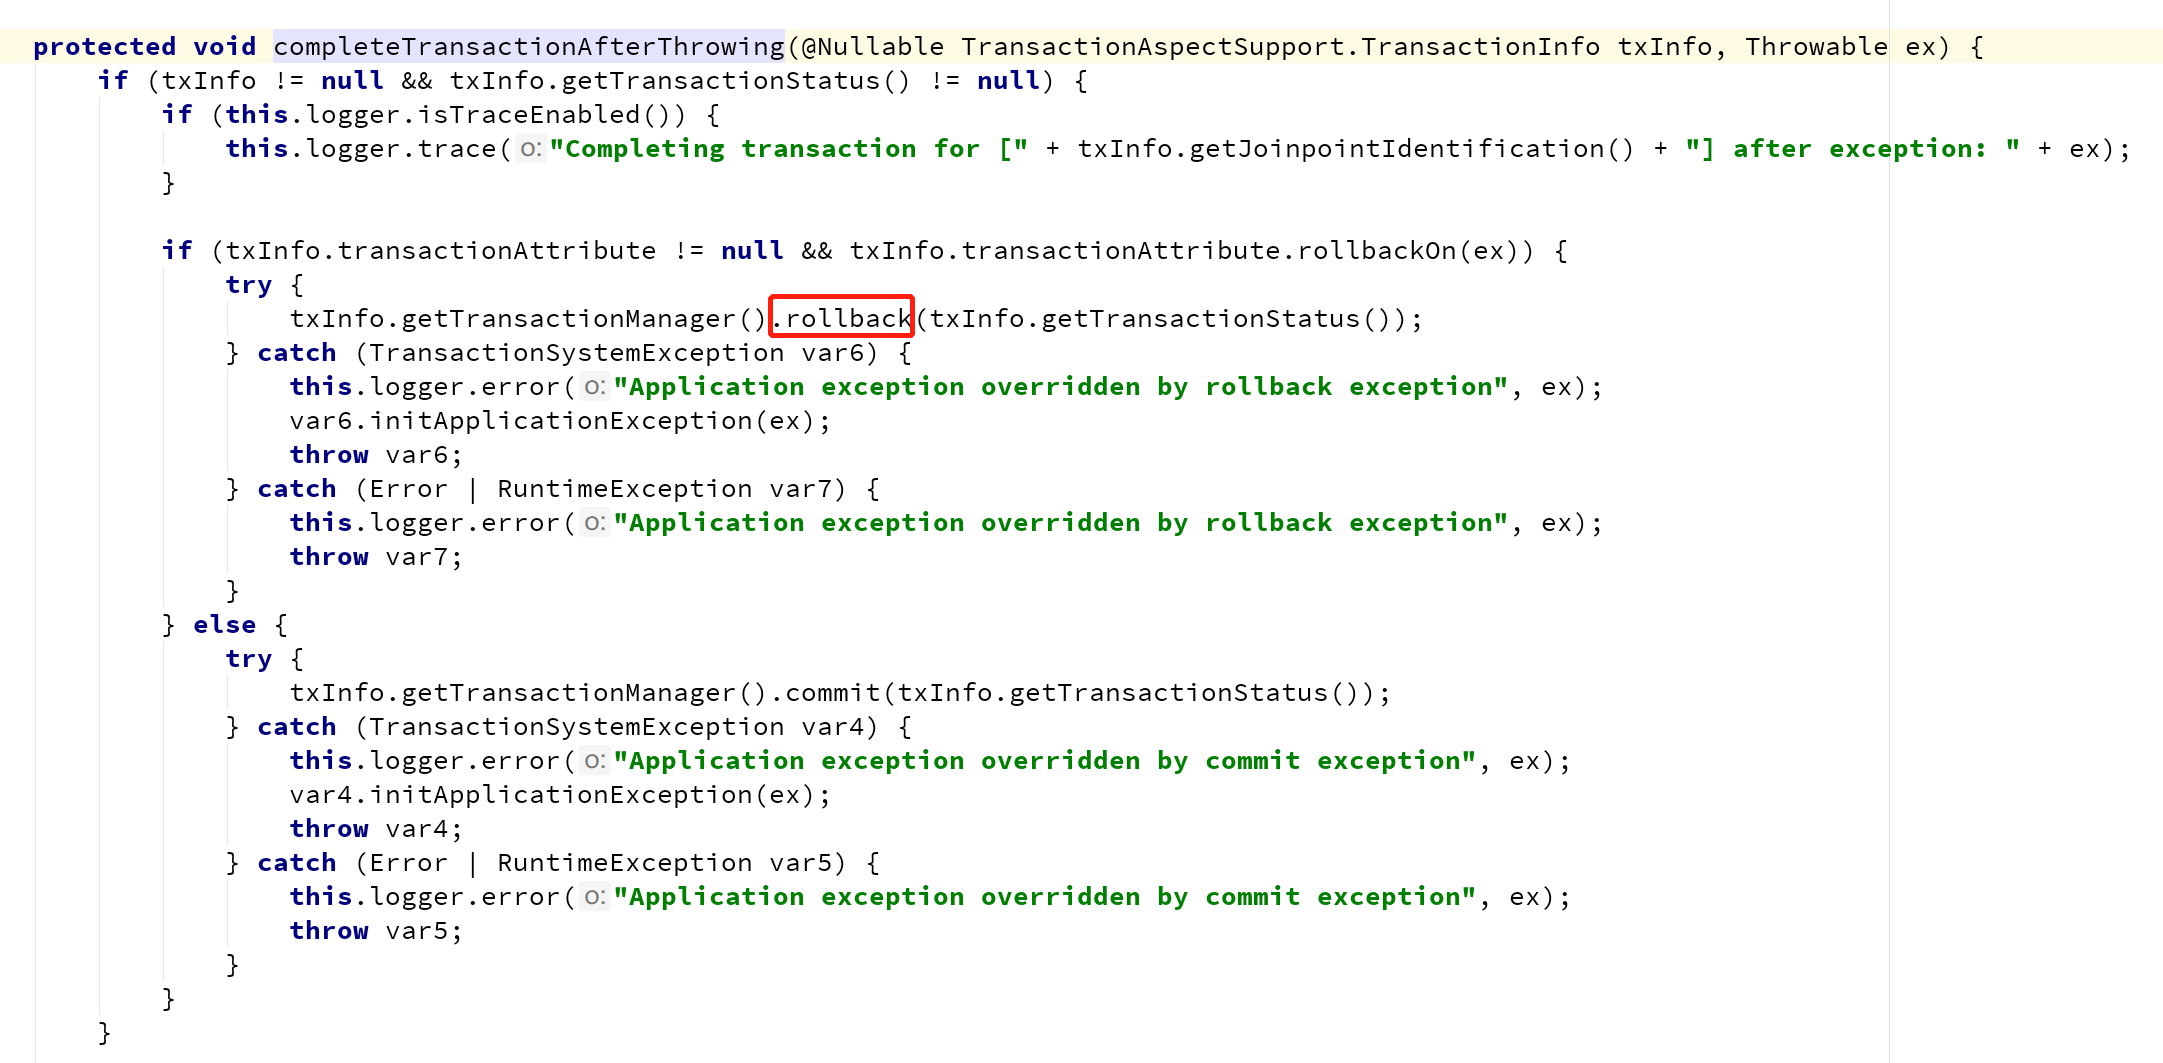 protected void completeTransactionAfterThrowing(@Nullable TransactionAspectSupport.TransactionInfo txInfo, Throwable ex) {
    if (txInfo != null && txInfo.getTransactionStatus() != null) {
        if (this.logger.isTraceEnabled()) {
            this.logger.trace( o: "Completing transaction for [" + txInfo.getJoinpointIdentification() + "] after exception: " + ex);
        }

        if (txInfo.transactionAttribute != null && txInfo.transactionAttribute.rollbackOn(ex)) {
            try {
                txInfo.getTransactionManager().rollback(txInfo.getTransactionStatus());
            } catch (TransactionSystemException var6) {
                this.logger.error( o: "Application exception overridden by rollback exception", ex);
                var6.initApplicationException(ex);
                throw var6;
            } catch (Error | RuntimeException var7) {
                this.logger.error( o: "Application exception overridden by rollback exception", ex);
                throw var7;
            }
        } else {
            try {
                txInfo.getTransactionManager().commit(txInfo.getTransactionStatus());
            } catch (TransactionSystemException var4) {
                this.logger.error( o: "Application exception overridden by commit exception", ex);
                var4.initApplicationException(ex);
                throw var4;
            } catch (Error | RuntimeException var5) {
                this.logger.error( o: "Application exception overridden by commit exception", ex);
                throw var5;
            }
        }
    }